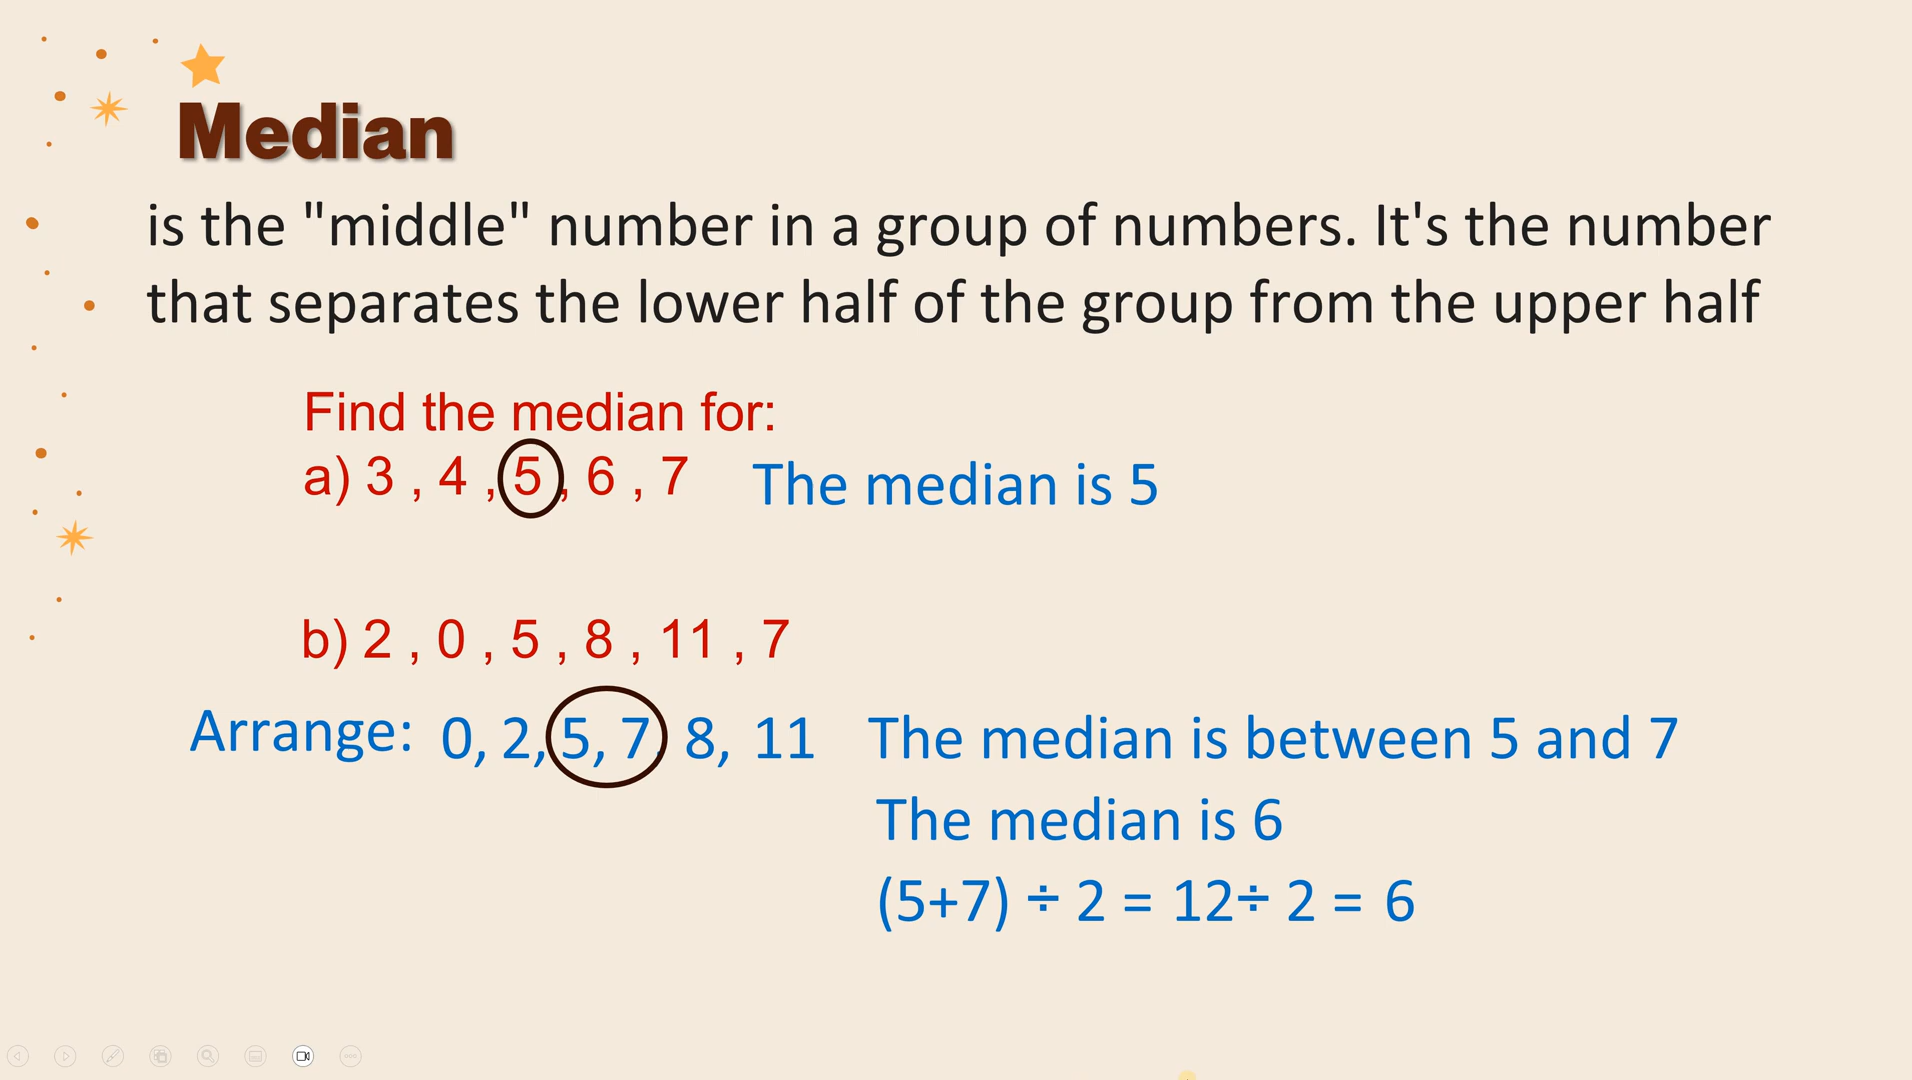 Median
is the "middle" number in a group of numbers. It's the number
that separates the lower half of the group from the upper half
Find the median for:
a) 3 , 4 , 5 , 6 , 7 The median is 5
b) 2 , 0 , 5 , 8 , 11 , 7
Arrange: 0, 2, 5, 7, 8, 11 The median is between 5 and 7
The median is 6
(5+7) ÷ 2 = 12÷ 2 = 6